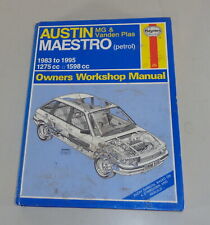 AUSTIN MG &
Vanden Plas
MAESTRO (petrol)
Haynes
1983 to 1995
1275 cc □ 1598 cc
Owners Workshop Manual